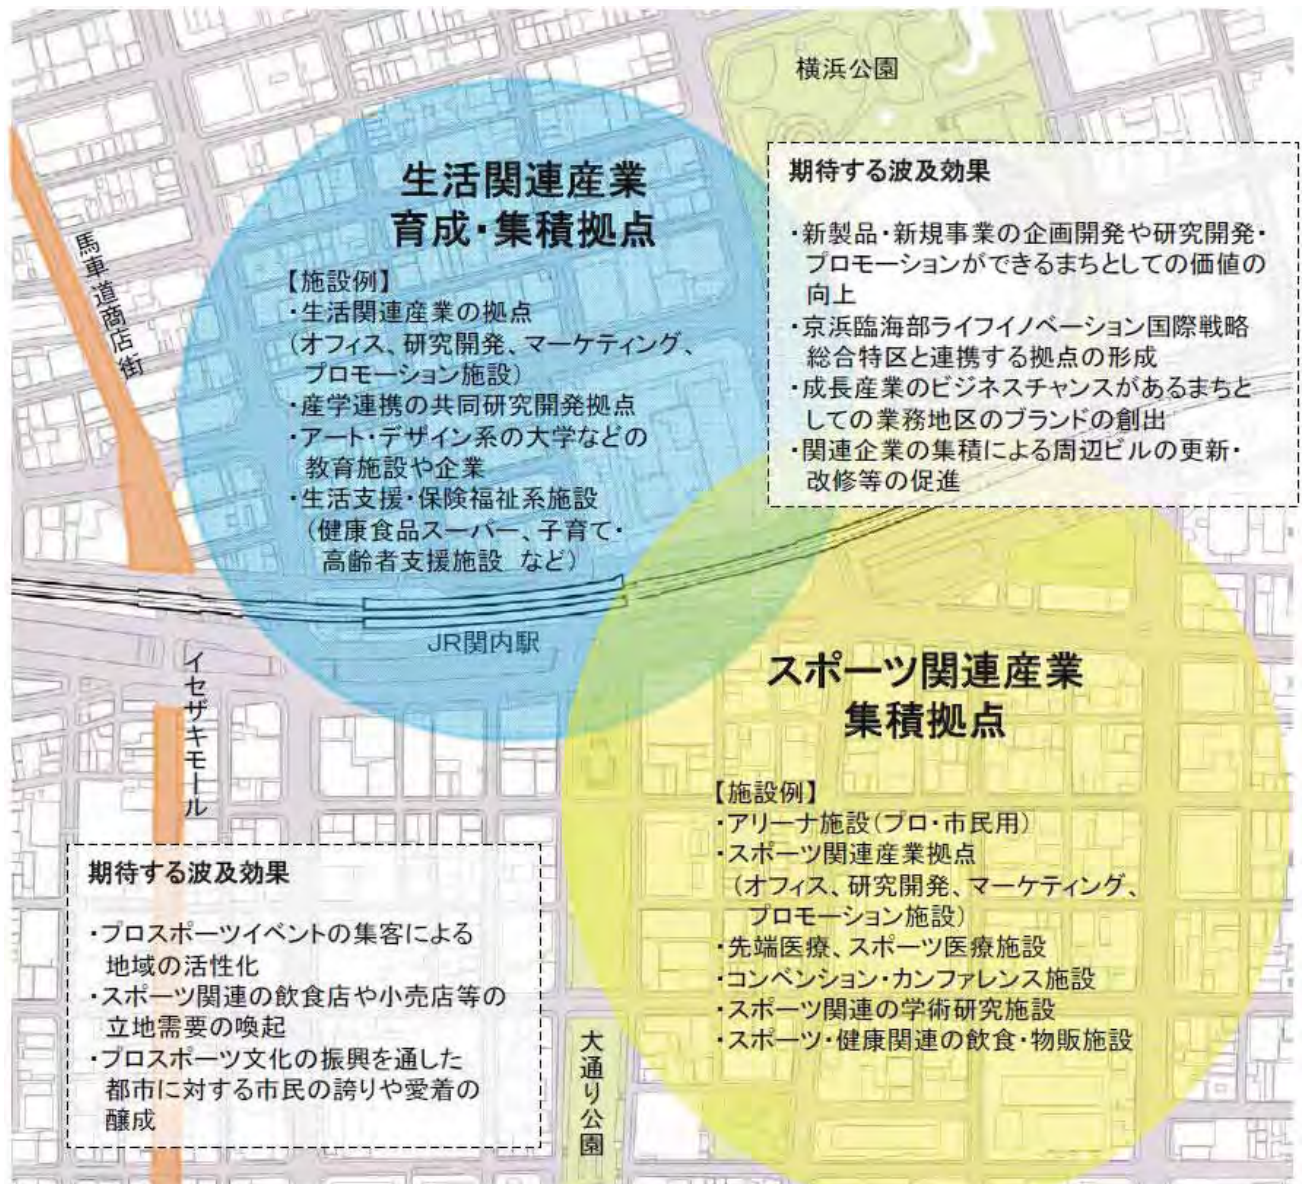 横浜公園
生活関連産業
育成・集積拠点
【施設例】
・生活関連産業の拠点
(オフィス、研究開発、マーケティング、
プロモーション施設)
・産学連携の共同研究開発拠点
・アート・デザイン系の大学などの
教育施設や企業
・生活支援・保険福祉系施設
(健康食品スーパー、子育て・
高齢者支援施設 など)
期待する波及効果
・新製品・新規事業の企画開発や研究開発・
プロモーションができるまちとしての価値の
向上
・京浜臨海部ライフイノベーション国際戦略
総合特区と連携する拠点の形成
・成長産業のビジネスチャンスがあるまちと
しての業務地区のブランドの創出
・関連企業の集積による周辺ビルの更新・
改修等の促進
馬車道商店街
JR関内駅
イセザキモール
スポーツ関連産業
集積拠点
【施設例】
・アリーナ施設(プロ・市民用)
・スポーツ関連産業拠点
(オフィス、研究開発、マーケティング、
プロモーション施設)
・先端医療、スポーツ医療施設
・コンベンション・カンファレンス施設
・スポーツ関連の学術研究施設
・スポーツ・健康関連の飲食・物販施設
期待する波及効果
・プロスポーツイベントの集客による
地域の活性化
・スポーツ関連の飲食店や小売店等の
立地需要の喚起
・プロスポーツ文化の振興を通した
都市に対する市民の誇りや愛着の
醸成
大通り公園